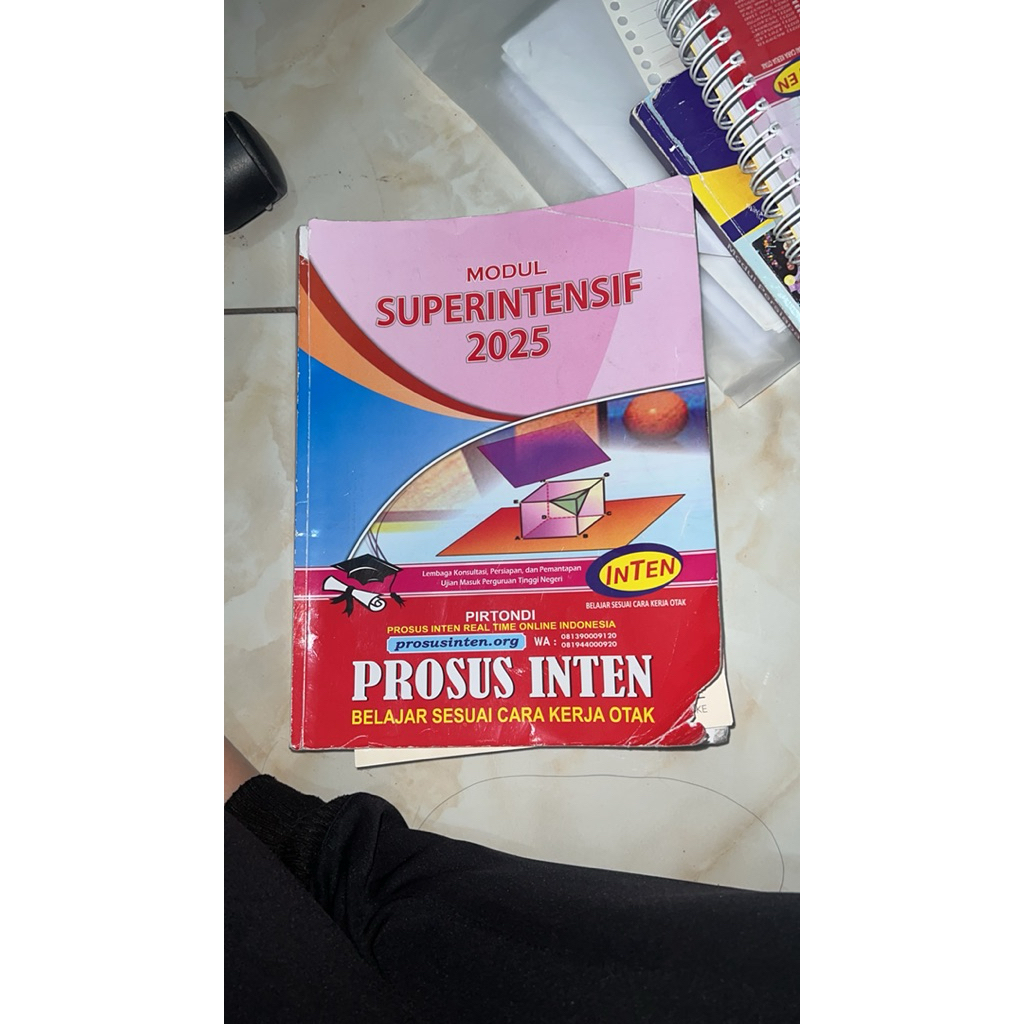 MODUL
SUPERINTENSIF
2025
Lembaga Konsultasi, Persiapan, dan Pemantapan
Ujian Masuk Perguruan Tinggi Negeri
INTEN
BELAJAR SESUAI CARA KERJA OTAK
PIRTONDI
PROSUS INTEN REAL TIME ONLINE INDONESIA
prosusinten.org WA : 081390009120
081944000920
PROSUS INTEN
BELAJAR SESUAI CARA KERJA OTAK
KE